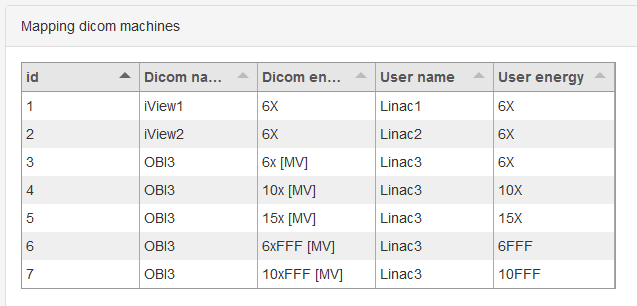 Mapping dicom machines
id Dicom na... Dicom en... User name User energy
1 iView1 6X Linac1 6X
2 iView2 6X Linac2 6X
3 OBI3 6x [MV] Linac3 6X
4 OBI3 10x [MV] Linac3 10X
5 OBI3 15x [MV] Linac3 15X
6 OBI3 6xFFF [MV] Linac3 6FFF
7 OBI3 10xFFF [MV] Linac3 10FFF